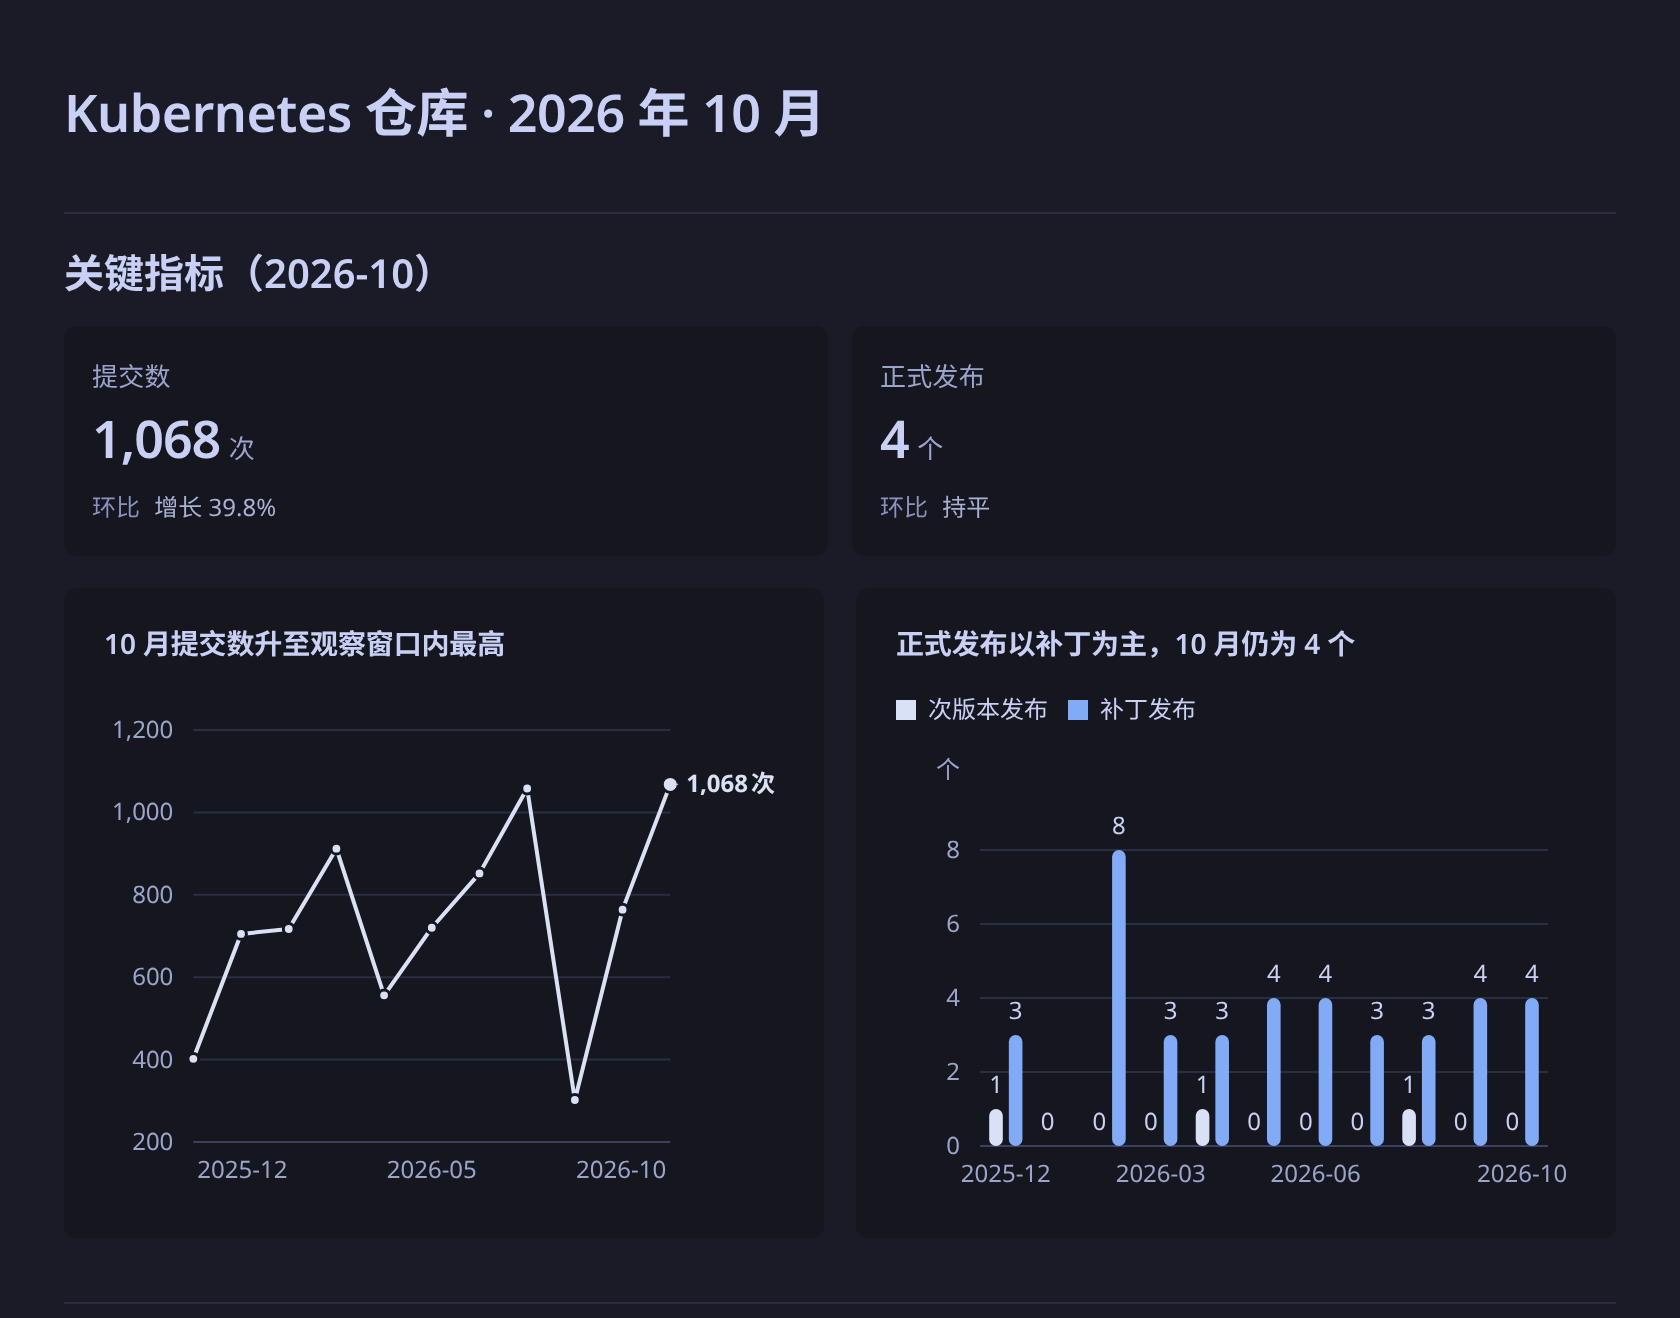 Kubernetes 仓库 · 2026 年 10 月
关键指标（2026-10）
提交数
1,068 次
环比 增长 39.8%
正式发布
4 个
环比 持平
10 月提交数升至观察窗口内最高
1,200
1,000
800
600
400
200
1,068 次
2025-12 2026-05 2026-10
正式发布以补丁为主，10 月仍为 4 个
次版本发布 补丁发布
个
8
6
4
2
0
1 3 0 0 8 0 3 1 3 0 4 0 4 0 3 1 3 0 4 0 4
2025-12 2026-03 2026-06 2026-10